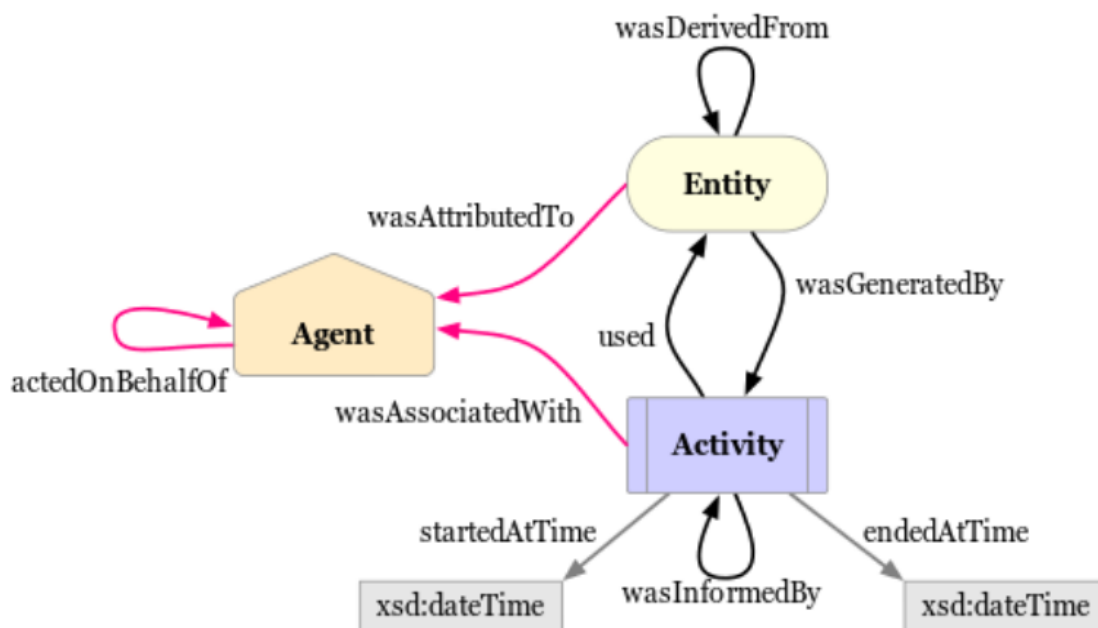 wasDerivedFrom
Entity
wasAttributedTo
wasGeneratedBy
used
Agent
actedOnBehalfOf
wasAssociatedWith
Activity
startedAtTime
endedAtTime
wasInformedBy
xsd:dateTime
xsd:dateTime